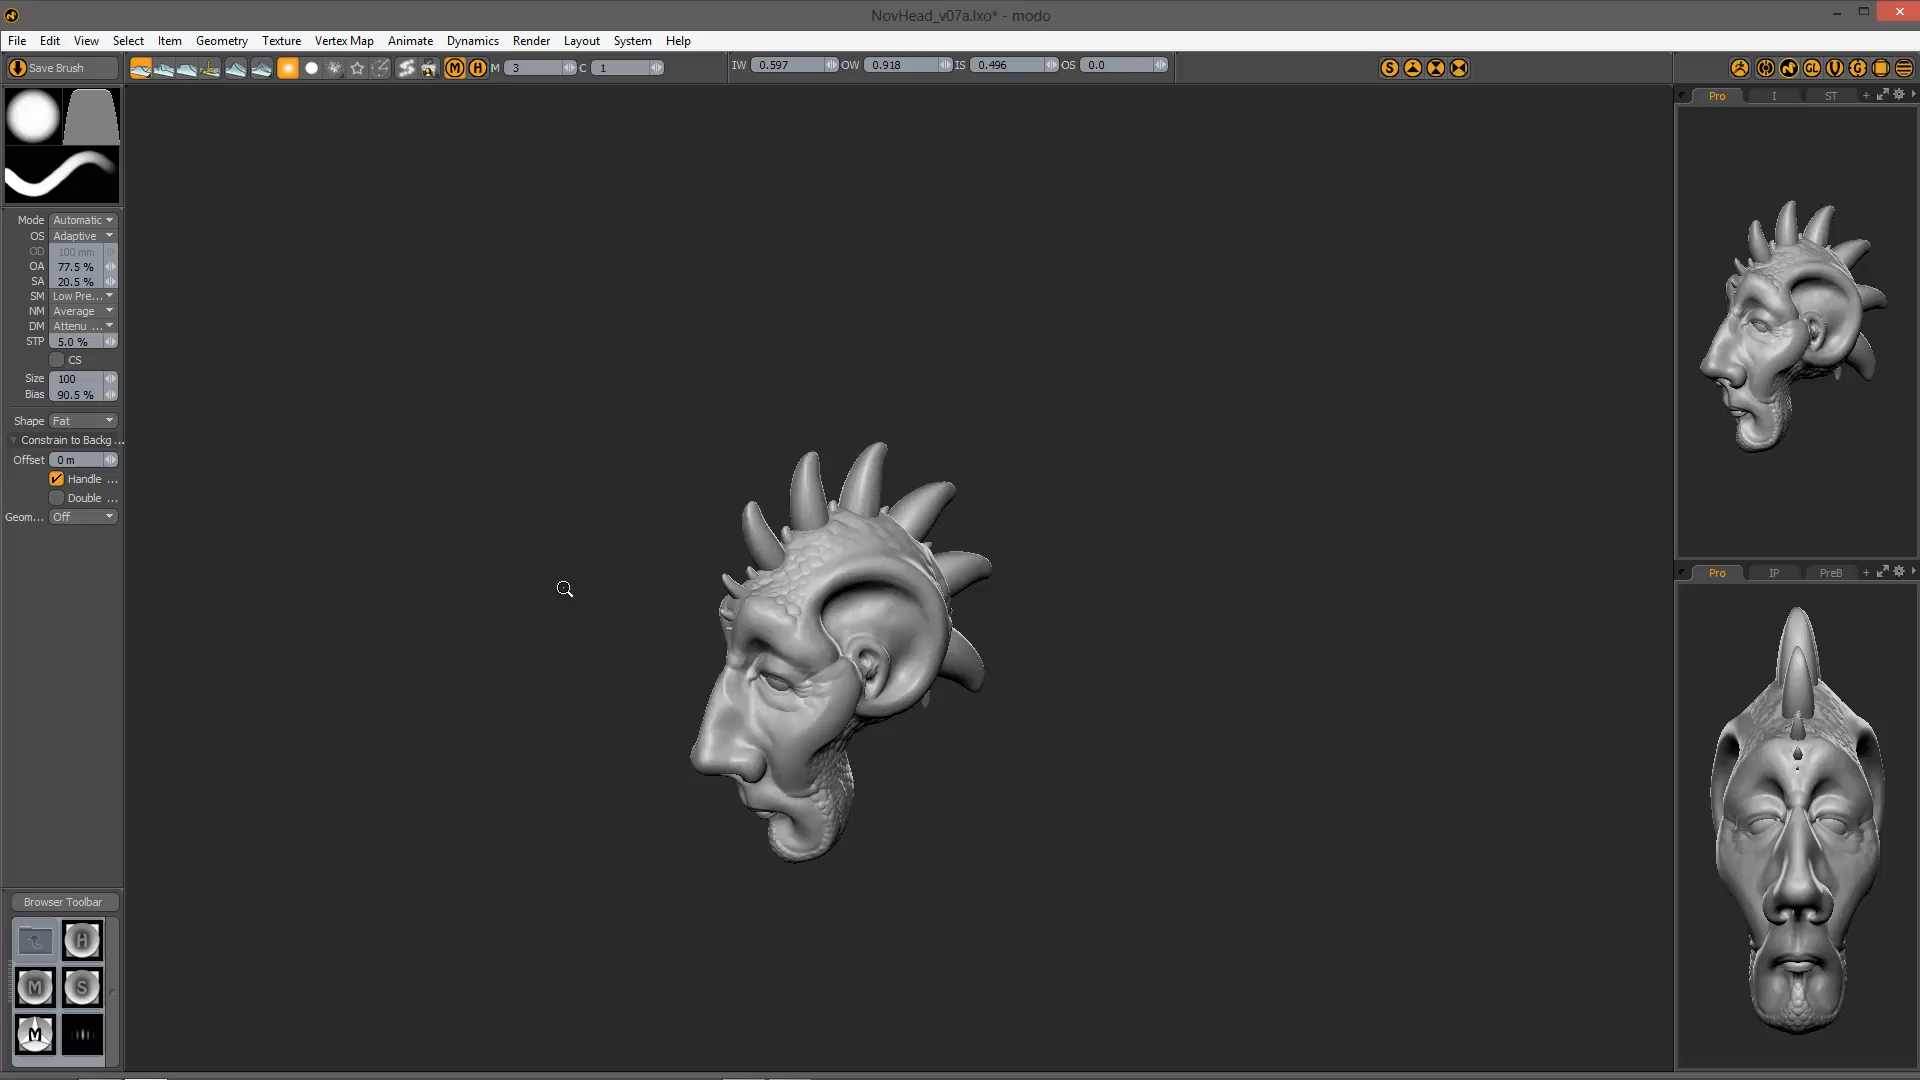 NovHead_v07a.lxo* - modo
File Edit View Select Item Geometry Texture Vertex Map Animate Dynamics Render Layout System Help
Save Brush M H M 3 C 1 IW 0.597 OW 0.918 IS 0.496 OS 0.0 S GL
Pro I ST +
Mode Automatic
OS Adaptive
OD 100 mm
OA 77.5 %
SA 20.5 %
SM Low Pre...
NM Average
DM Attenu ...
STP 5.0 %
CS
Size 100
Bias 90.5 %
Shape Fat
Constrain to Backg ...
Offset 0 m
Handle ...
Double ...
Geom... Off
Pro IP PreB +
Browser Toolbar
H
M S
M